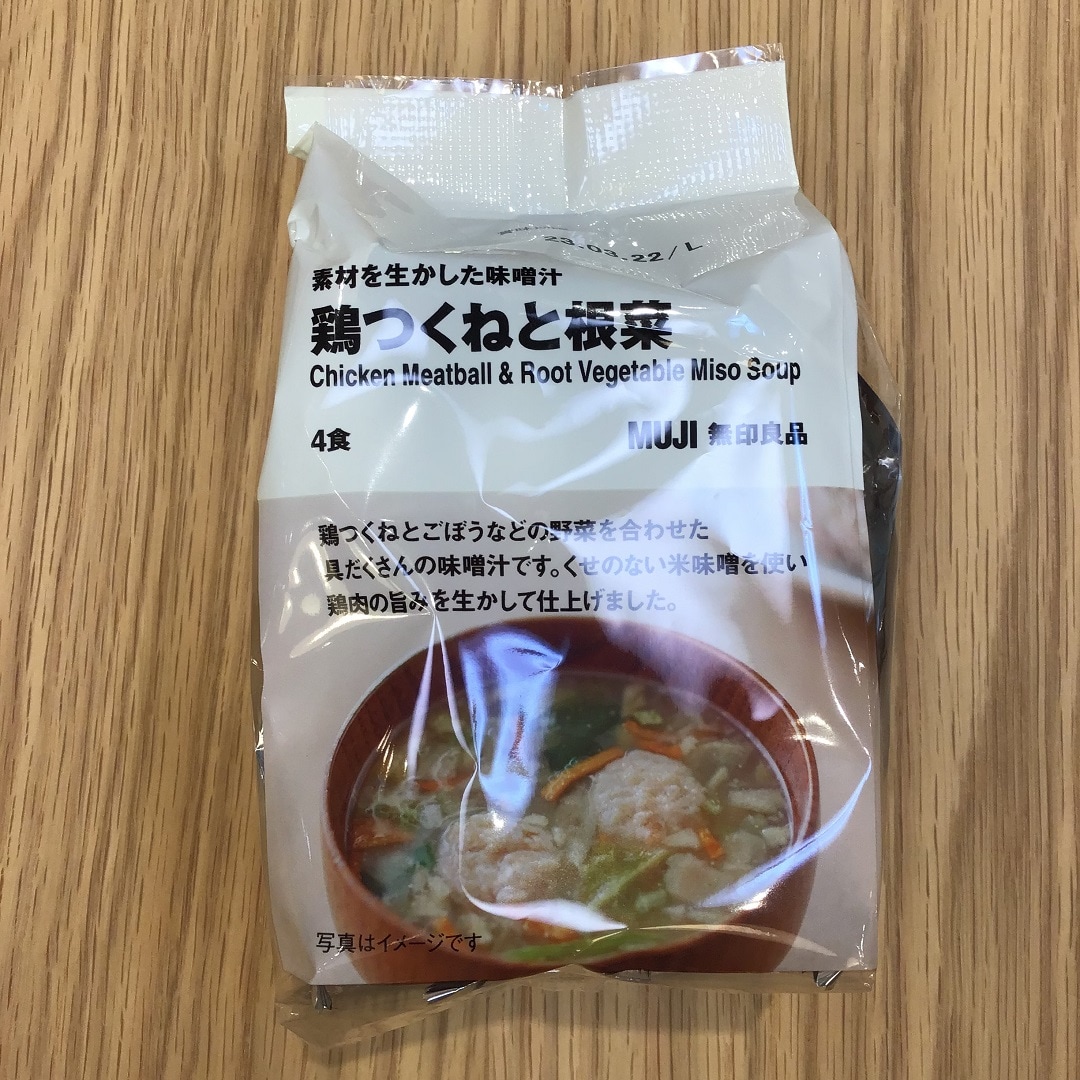 23.03.22/L
素材を生かした味噌汁
鶏つくねと根菜
Chicken Meatball & Root Vegetable Miso Soup
4食
MUJI 無印良品
鶏つくねとごぼうなどの野菜を合わせた
具だくさんの味噌汁です。くせのない米味噌を使い
鶏肉の旨みを生かして仕上げました。
写真はイメージです